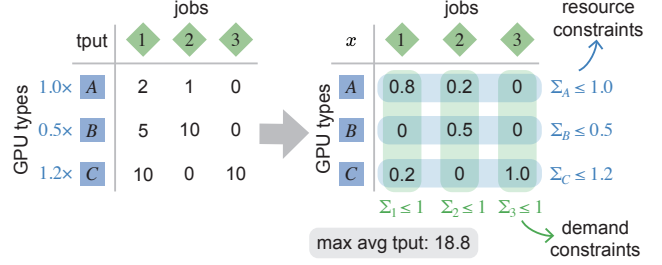 jobs
tput 1 2 3
GPU types
1.0× A 2 1 0
0.5× B 5 10 0
1.2× C 10 0 10
jobs
x 1 2 3
resource
constraints
GPU types
A 0.8 0.2 0 Σ_A ≤ 1.0
B 0 0.5 0 Σ_B ≤ 0.5
C 0.2 0 1.0 Σ_C ≤ 1.2
Σ₁ ≤ 1 Σ₂ ≤ 1 Σ₃ ≤ 1
max avg tput: 18.8
demand
constraints